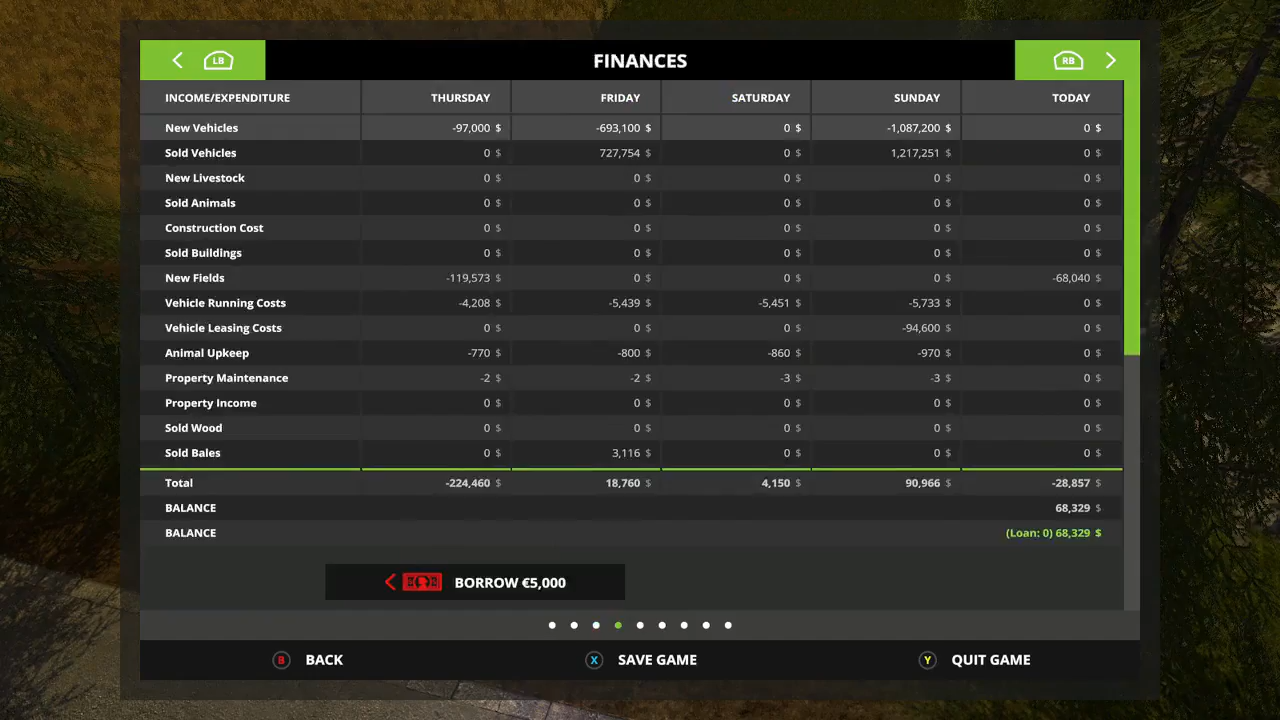 LB FINANCES RB
INCOME/EXPENDITURE THURSDAY FRIDAY SATURDAY SUNDAY TODAY
New Vehicles -97,000 $ -693,100 $ 0 $ -1,087,200 $ 0 $
Sold Vehicles 0 $ 727,754 $ 0 $ 1,217,251 $ 0 $
New Livestock 0 $ 0 $ 0 $ 0 $ 0 $
Sold Animals 0 $ 0 $ 0 $ 0 $ 0 $
Construction Cost 0 $ 0 $ 0 $ 0 $ 0 $
Sold Buildings 0 $ 0 $ 0 $ 0 $ 0 $
New Fields -119,573 $ 0 $ 0 $ 0 $ -68,040 $
Vehicle Running Costs -4,208 $ -5,439 $ -5,451 $ -5,733 $ 0 $
Vehicle Leasing Costs 0 $ 0 $ 0 $ -94,600 $ 0 $
Animal Upkeep -770 $ -800 $ -860 $ -970 $ 0 $
Property Maintenance -2 $ -2 $ -3 $ -3 $ 0 $
Property Income 0 $ 0 $ 0 $ 0 $ 0 $
Sold Wood 0 $ 0 $ 0 $ 0 $ 0 $
Sold Bales 0 $ 3,116 $ 0 $ 0 $ 0 $
Total -224,460 $ 18,760 $ 4,150 $ 90,966 $ -28,857 $
BALANCE 68,329 $
BALANCE (Loan: 0) 68,329 $
BORROW €5,000
B BACK X SAVE GAME Y QUIT GAME